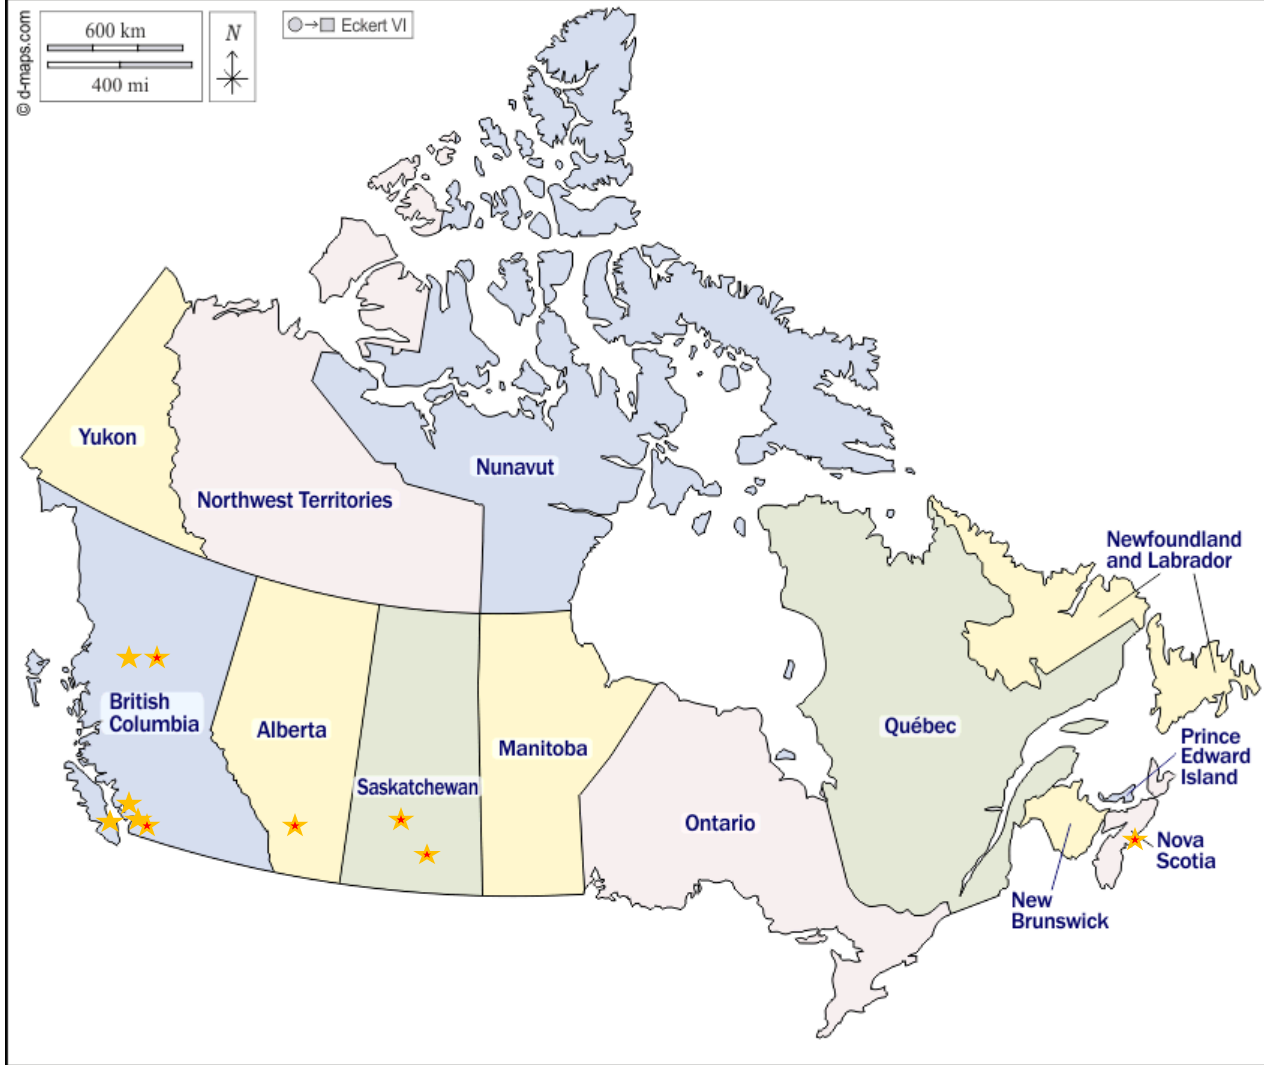 © d-maps.com
600 km
400 mi
N
Eckert VI
Yukon
Northwest Territories
Nunavut
Newfoundland
and Labrador
British
Columbia
Alberta
Saskatchewan
Manitoba
Ontario
Québec
Prince
Edward
Island
Nova
Scotia
New
Brunswick